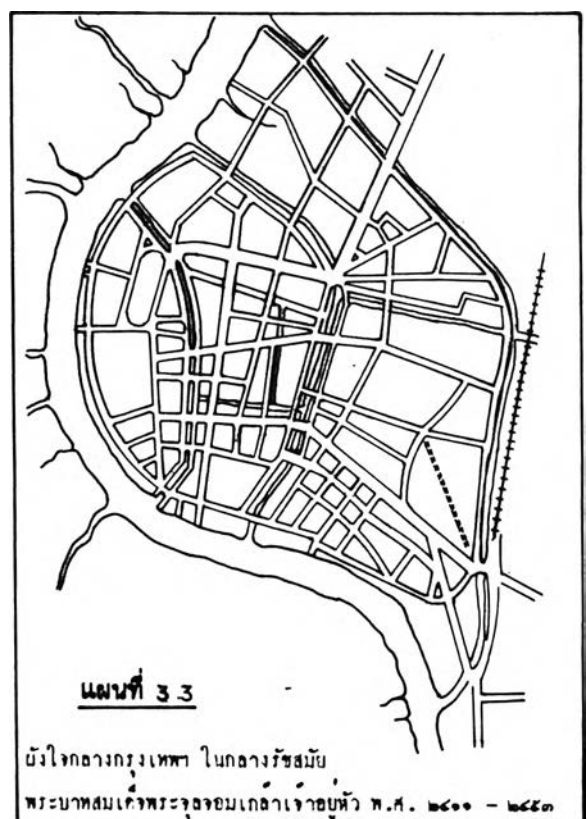 แผนที่ 3.3
ผังใจกลางกรุงเทพฯ ในกลางรัชสมัย
พระบาทสมเด็จพระจุลจอมเกล้าเจ้าอยู่หัว พ.ศ. ๒๔๑๑ - ๒๔๕๓